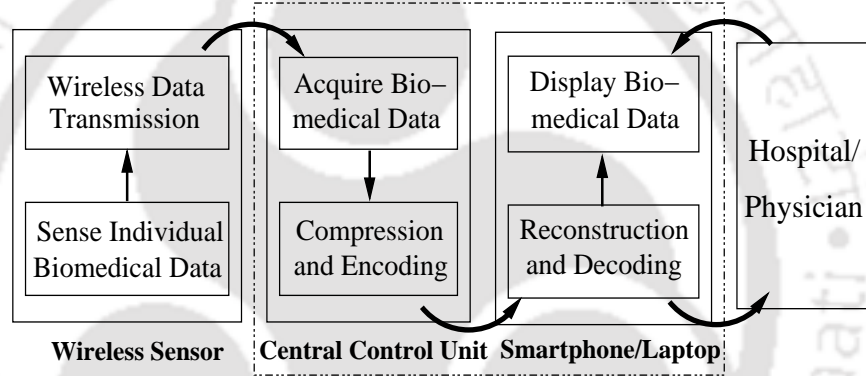 Wireless Data
Transmission
Sense Individual
Biomedical Data
Wireless Sensor
Acquire Bio–
medical Data
Compression
and Encoding
Central Control Unit
Display Bio–
medical Data
Reconstruction
and Decoding
Smartphone/Laptop
Hospital/
Physician